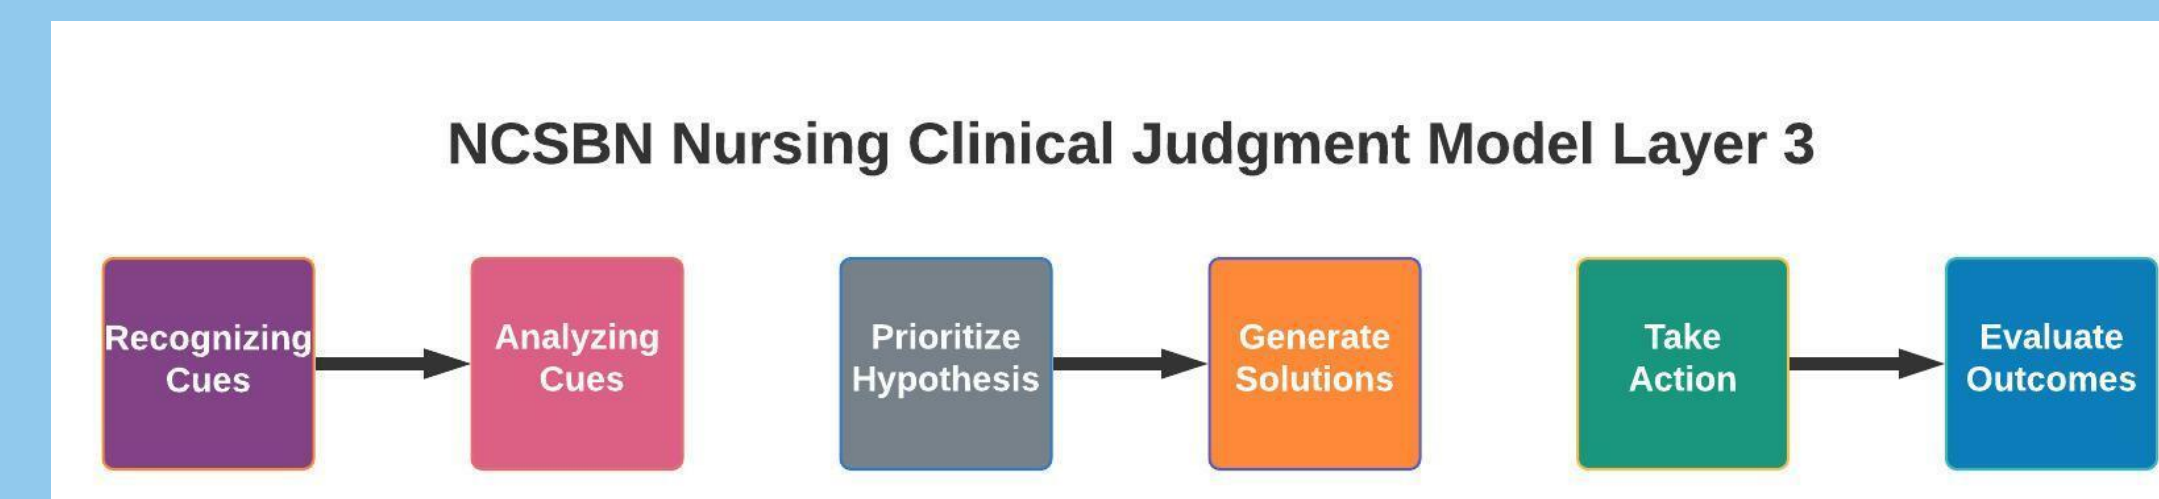 NCSBN Nursing Clinical Judgment Model Layer 3
Recognizing
Cues
Analyzing
Cues
Prioritize
Hypothesis
Generate
Solutions
Take
Action
Evaluate
Outcomes